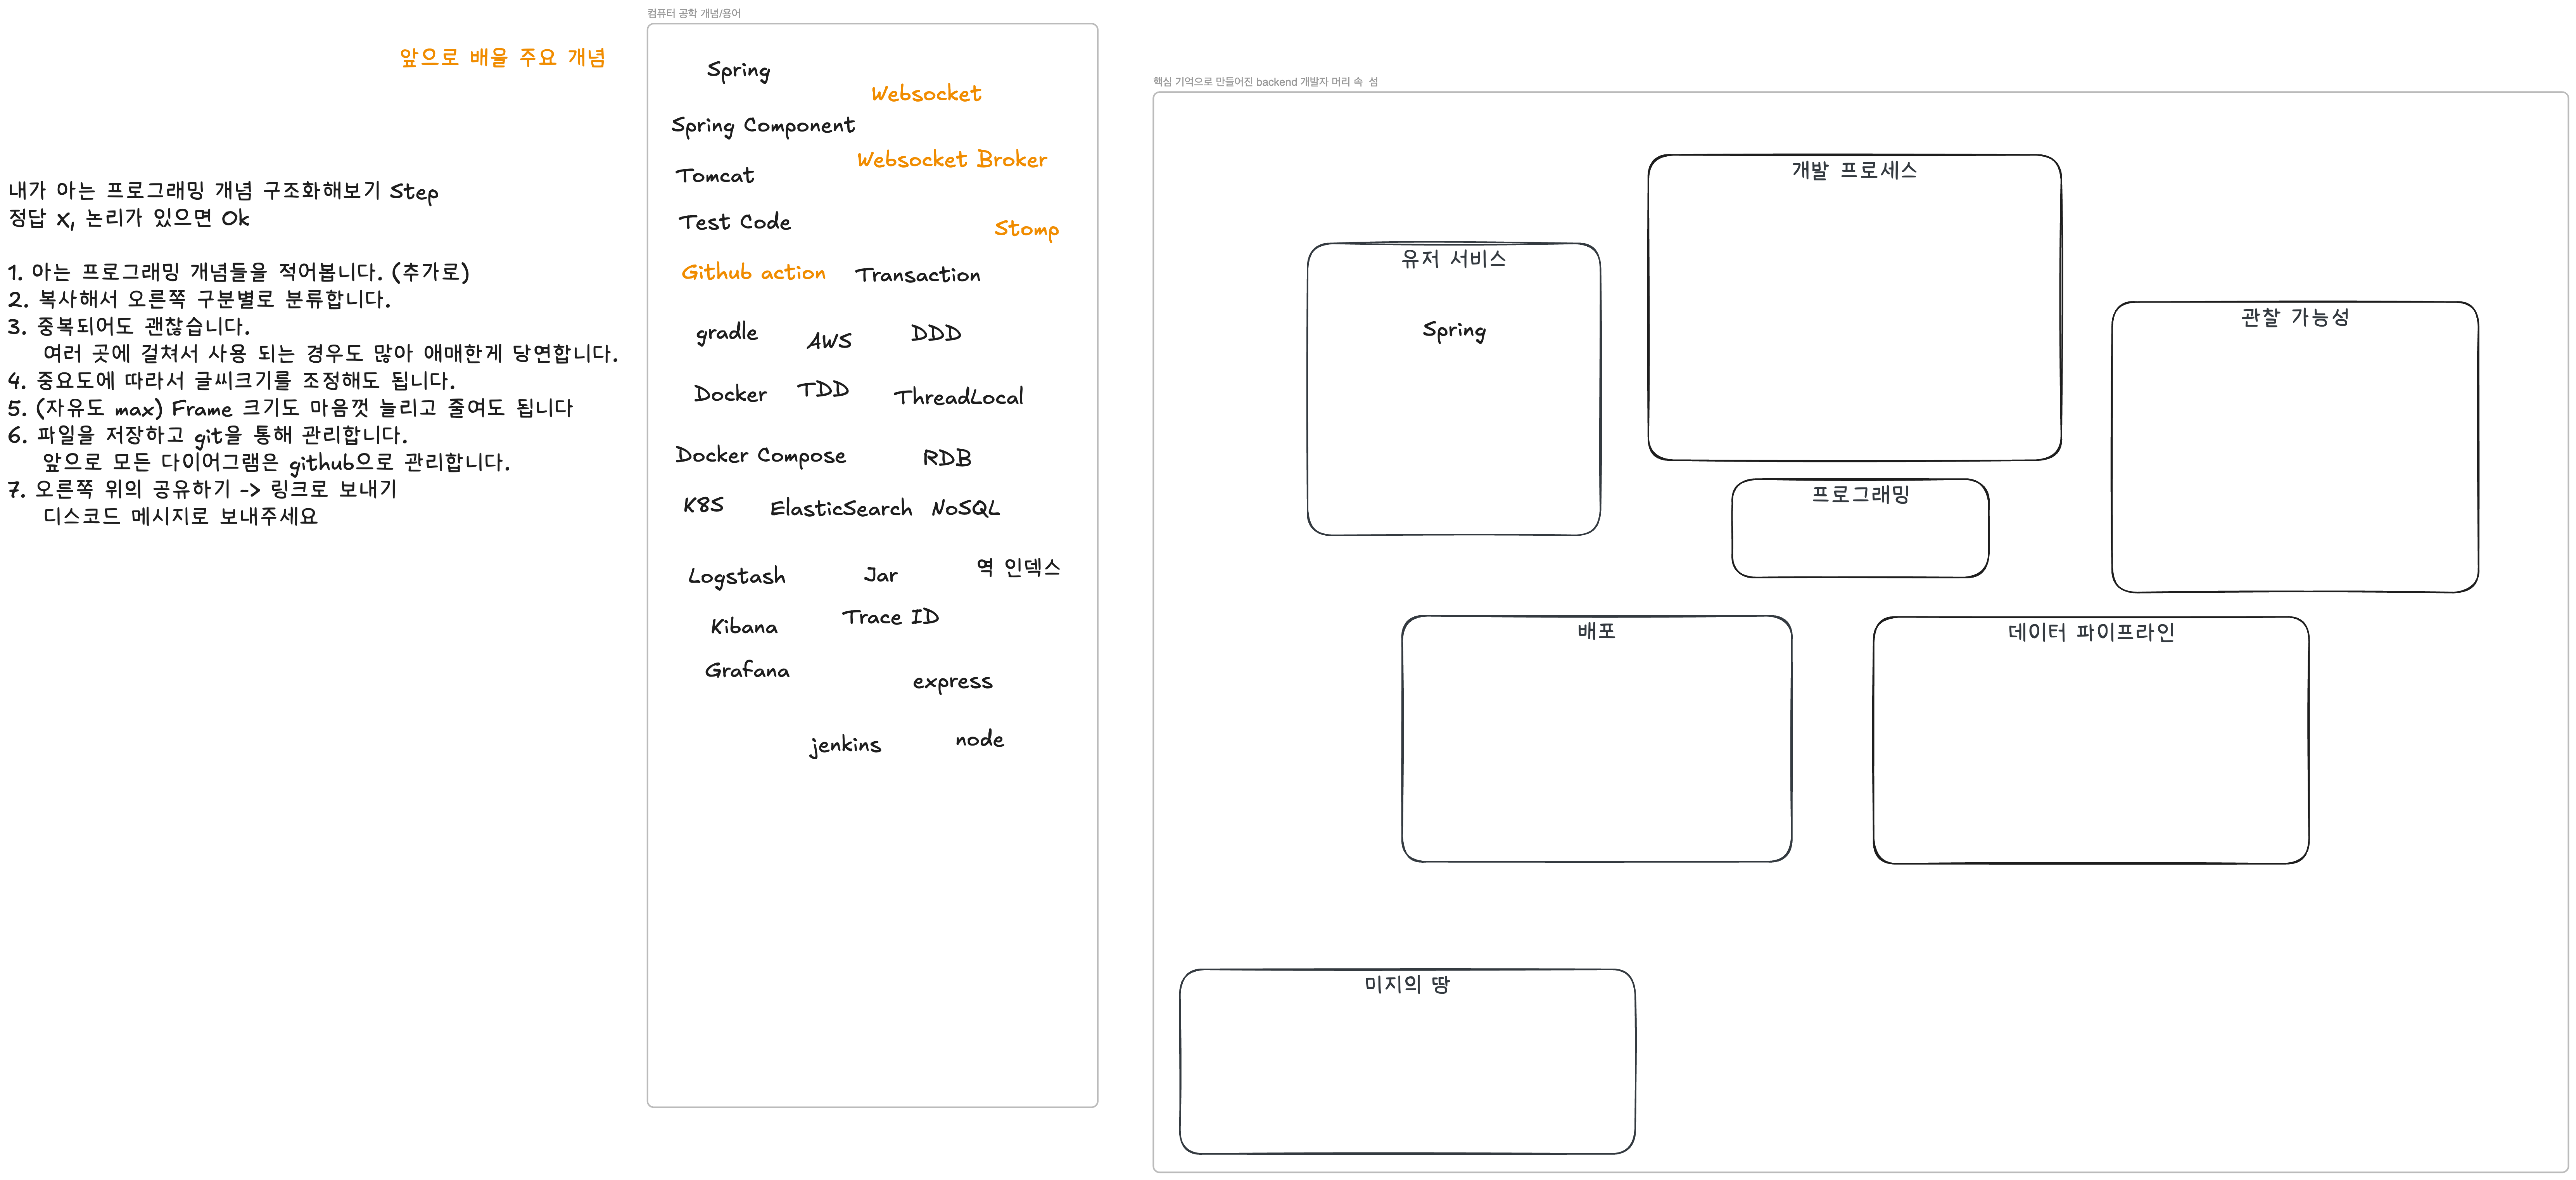 앞으로 배울 주요 개념
내가 아는 프로그래밍 개념 구조화해보기 Step
정답 X, 논리가 있으면 Ok
1. 아는 프로그래밍 개념들을 적어봅니다. (추가로)
2. 복사해서 오른쪽 구분별로 분류합니다.
3. 중복되어도 괜찮습니다.
여러 곳에 걸쳐서 사용 되는 경우도 많아 애매한게 당연합니다.
4. 중요도에 따라서 글씨크기를 조정해도 됩니다.
5. (자유도 max) Frame 크기도 마음껏 늘리고 줄여도 됩니다
6. 파일을 저장하고 git을 통해 관리합니다.
앞으로 모든 다이어그램은 github으로 관리합니다.
7. 오른쪽 위의 공유하기 -> 링크로 보내기
디스코드 메시지로 보내주세요
컴퓨터 공학 개념/용어
Spring
Websocket
Spring Component
Websocket Broker
Tomcat
Test Code
Stomp
Github action
Transaction
gradle
AWS
DDD
Docker
TDD
ThreadLocal
Docker Compose
RDB
K8S
ElasticSearch
NoSQL
Logstash
Jar
역 인덱스
Kibana
Trace ID
Grafana
express
jenkins
node
핵심 기억으로 만들어진 backend 개발자 머리 속 섬
개발 프로세스
유저 서비스
Spring
관찰 가능성
프로그래밍
배포
데이터 파이프라인
미지의 땅